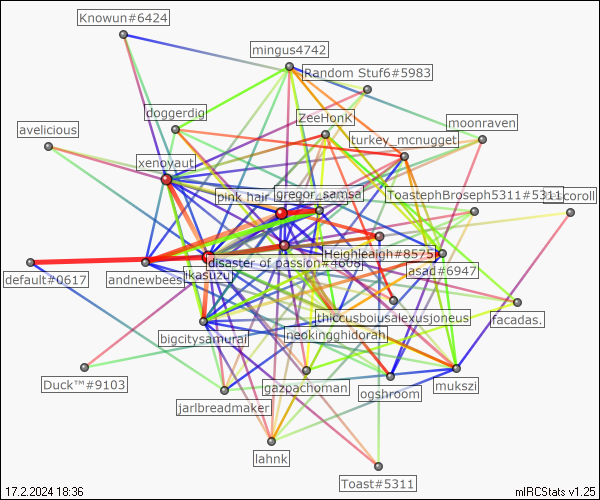 Knowun#6424
mingus4742
Random Stuf6#5983
doggerdig
ZeeHonK
moonraven
avelicious
turkey_mcnugget
xenoyaut
pink hair
gregor_samsa
ToastephBroseph5311#5311
coroll
disaster of passion#4668
Heighleaigh#8575
asad#6947
default#0617
andnewbees
kasuzu
thiccusboiusalexusjoneus
facadas.
bigcitysamurai
neokingghidorah
Duck™#9103
gazpachoman
ogshroom
mukszi
jarlbreadmaker
lahnk
Toast#5311
17.2.2024 18:36
mIRCStats v1.25